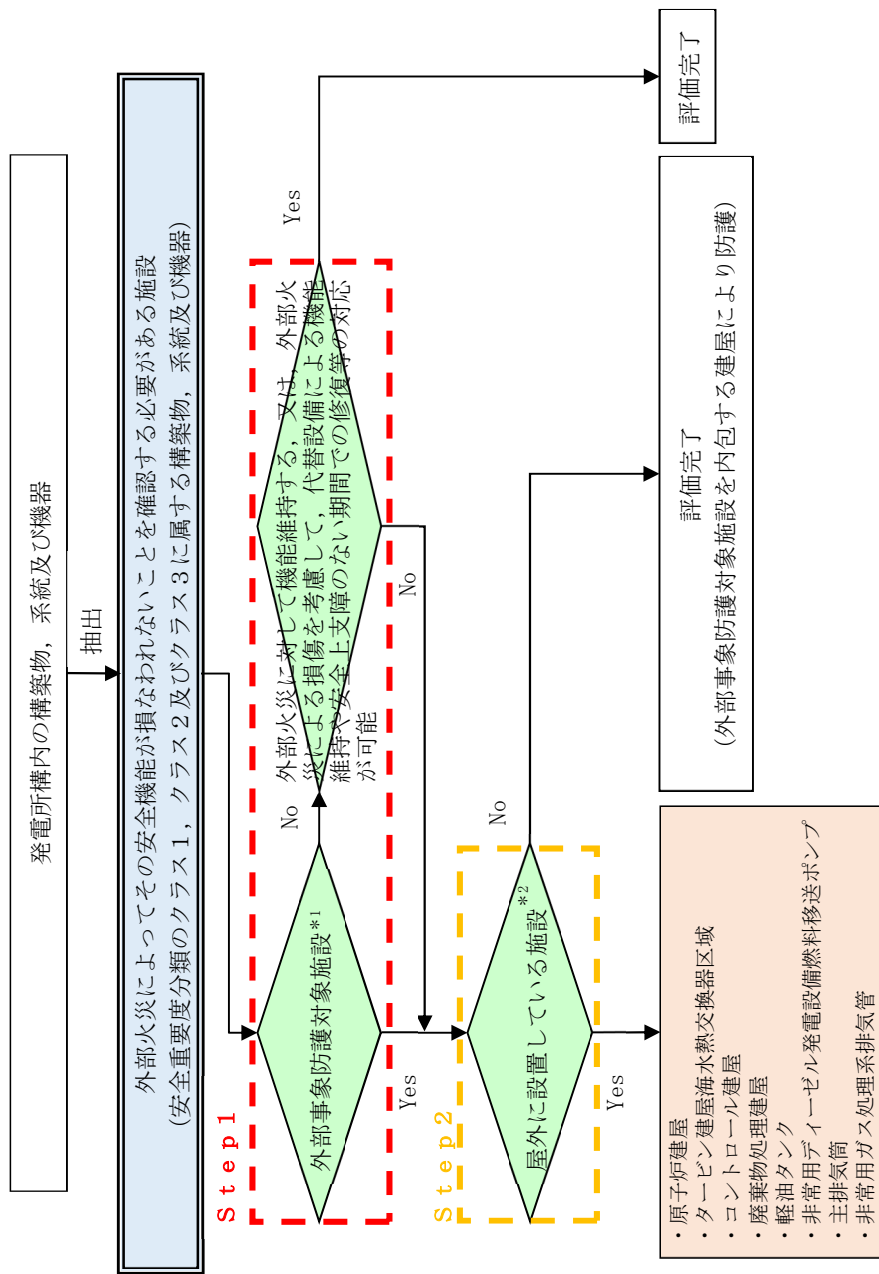 発電所構内の構築物，系統及び機器
抽出
外部火災によってその安全機能が損なわれないことを確認する必要がある施設
(安全重要度分類のクラス１，クラス２及びクラス３に属する構築物，系統及び機器)
Ｓｔｅｐ１
外部事象防護対象施設*1
No
外部火災に対して機能維持する，又は，外部火
災による損傷を考慮して，代替設備による機能
維持や安全上支障のない期間での修復等の対応
が可能
Yes
Yes
No
Ｓｔｅｐ２
屋外に設置している施設*2
No
Yes
・原子炉建屋
・タービン建屋海水熱交換器区域
・コントロール建屋
・廃棄物処理建屋
・軽油タンク
・非常用ディーゼル発電設備燃料移送ポンプ
・主排気筒
・非常用ガス処理系排気管
評価完了
(外部事象防護対象施設を内包する建屋により防護)
評価完了